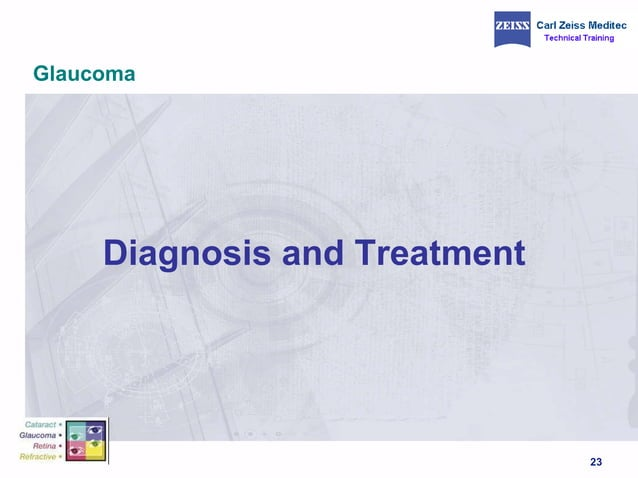 ZEISS
Carl Zeiss Meditec
Technical Training
Glaucoma
Diagnosis and Treatment
Cataract •
Glaucoma •
Retina •
Refractive •
23